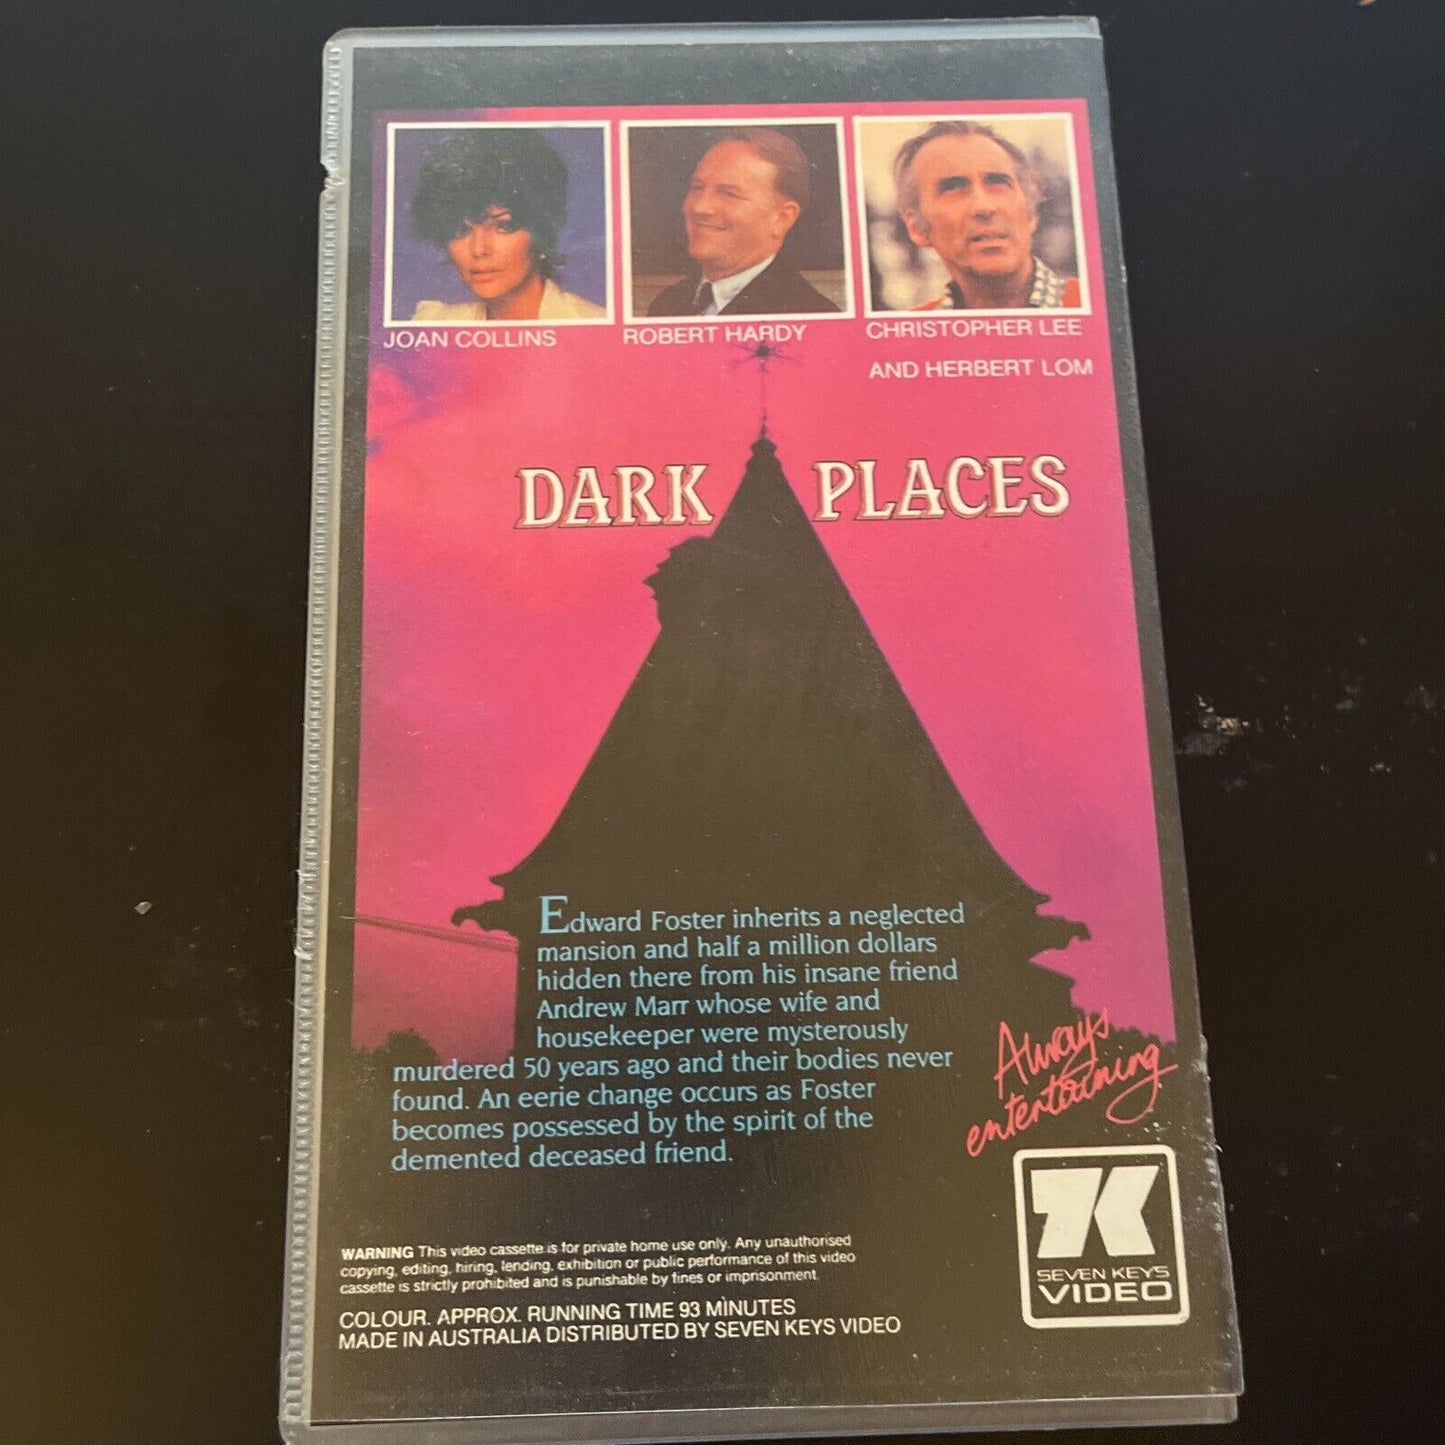 JOAN COLLINS
ROBERT HARDY
CHRISTOPHER LEE
AND HERBERT LOM
DARK PLACES
Edward Foster inherits a neglected
mansion and half a million dollars
hidden there from his insane friend
Andrew Marr whose wife and
housekeeper were mysterously
murdered 50 years ago and their bodies never
found. An eerie change occurs as Foster
becomes possessed by the spirit of the
demented deceased friend.
Always
entertaining
7K
SEVEN KEYS
VIDEO
WARNING This video cassette is for private home use only. Any unauthorised
copying, editing, hiring, lending, exhibition or public performance of this video
cassette is strictly prohibited and is punishable by fines or imprisonment.
COLOUR. APPROX. RUNNING TIME 93 MINUTES
MADE IN AUSTRALIA DISTRIBUTED BY SEVEN KEYS VIDEO